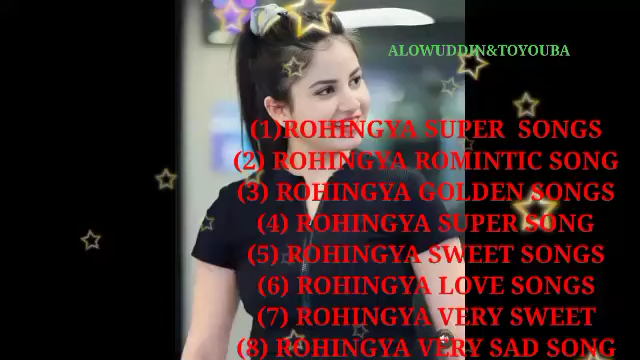 ALOWUDDIN&TOYOUBA
(1)ROHINGYA SUPER  SONGS
(2) ROHINGYA ROMINTIC SONG
(3) ROHINGYA GOLDEN SONGS
(4) ROHINGYA SUPER SONG
(5) ROHINGYA SWEET SONGS
(6) ROHINGYA LOVE SONGS
(7) ROHINGYA VERY SWEET
(8) ROHINGYA VERY SAD SONG